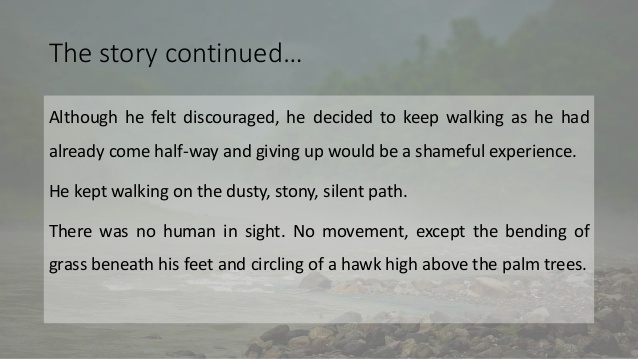 The story continued…
Although he felt discouraged, he decided to keep walking as he had
already come half-way and giving up would be a shameful experience.
He kept walking on the dusty, stony, silent path.
There was no human in sight. No movement, except the bending of
grass beneath his feet and circling of a hawk high above the palm trees.